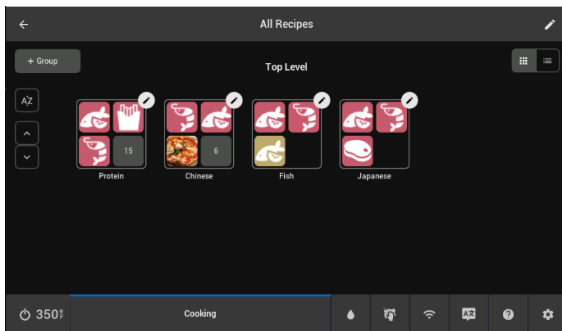 All Recipes
+ Group
Top Level
AZ
15
6
Protein
Chinese
Fish
Japanese
350°F
Cooking